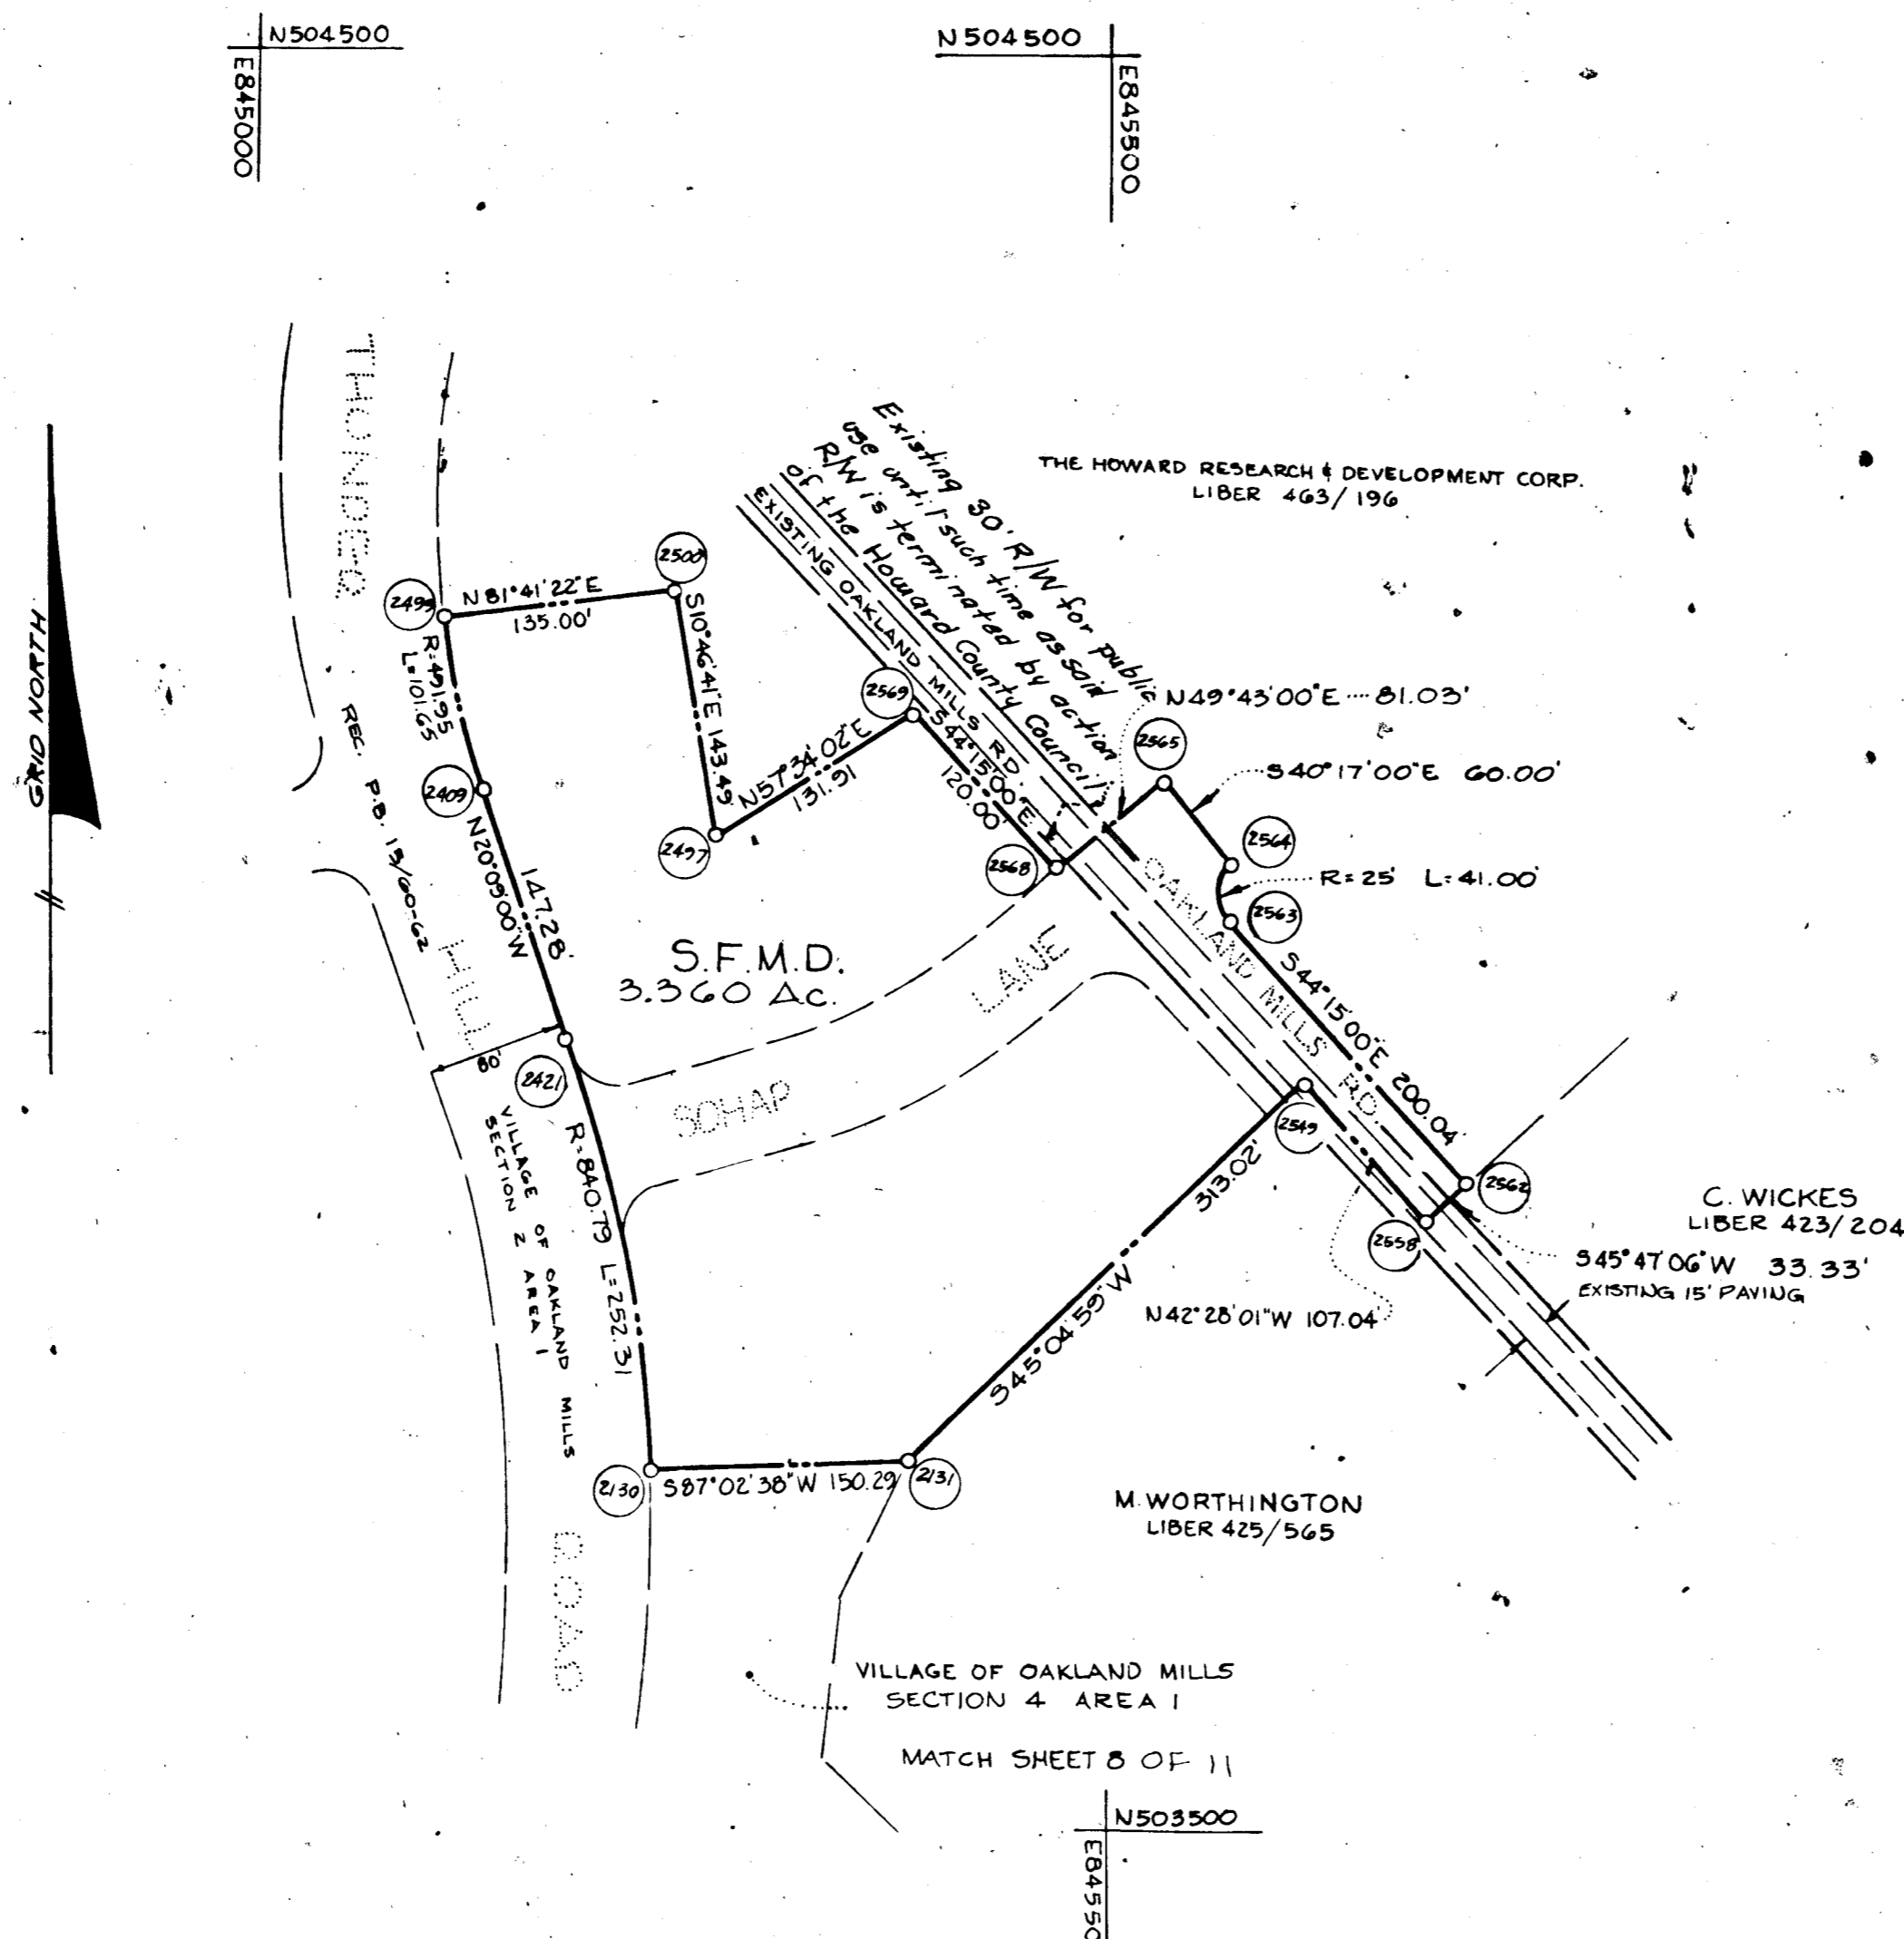 N504500
E845000
N504500
E845500
GRID NORTH
THUNDER
HILL
ROAD
REC. P.B. 13/60-62
THE HOWARD RESEARCH & DEVELOPMENT CORP.
LIBER 463/196
Existing 30' R/W for public
use until such time as said
R/W is terminated by action
of the Howard County Council
EXISTING OAKLAND MILLS RD.
2499
N81°41'22"E
135.00'
2500
S10°46'41"E 143.49
2497
N57°34'02"E
131.91
2569
S44°15'00"E
120.00'
2568
N49°43'00"E .... 81.03'
2565
S40°17'00"E 60.00'
2564
R=25' L=41.00'
2563
S44°15'00"E 200.04'
OAKLAND MILLS RD.
2562
C. WICKES
LIBER 423/204
S45°47'06"W 33.33'
EXISTING 15' PAVING
2558
N42°28'01"W 107.04'
2549
313.02'
S45°04'59"W
2131
S87°02'38"W 150.29
2130
R=840.79 L=252.31
2421
80'
N20°09'00"W
147.28
2409
L=101.65
S.F.M.D.
3.360 Ac.
SCHAP
LANE
VILLAGE OF OAKLAND MILLS
SECTION 2 AREA 1
M. WORTHINGTON
LIBER 425/565
VILLAGE OF OAKLAND MILLS
SECTION 4 AREA 1
MATCH SHEET 8 OF 11
N503500
E84550